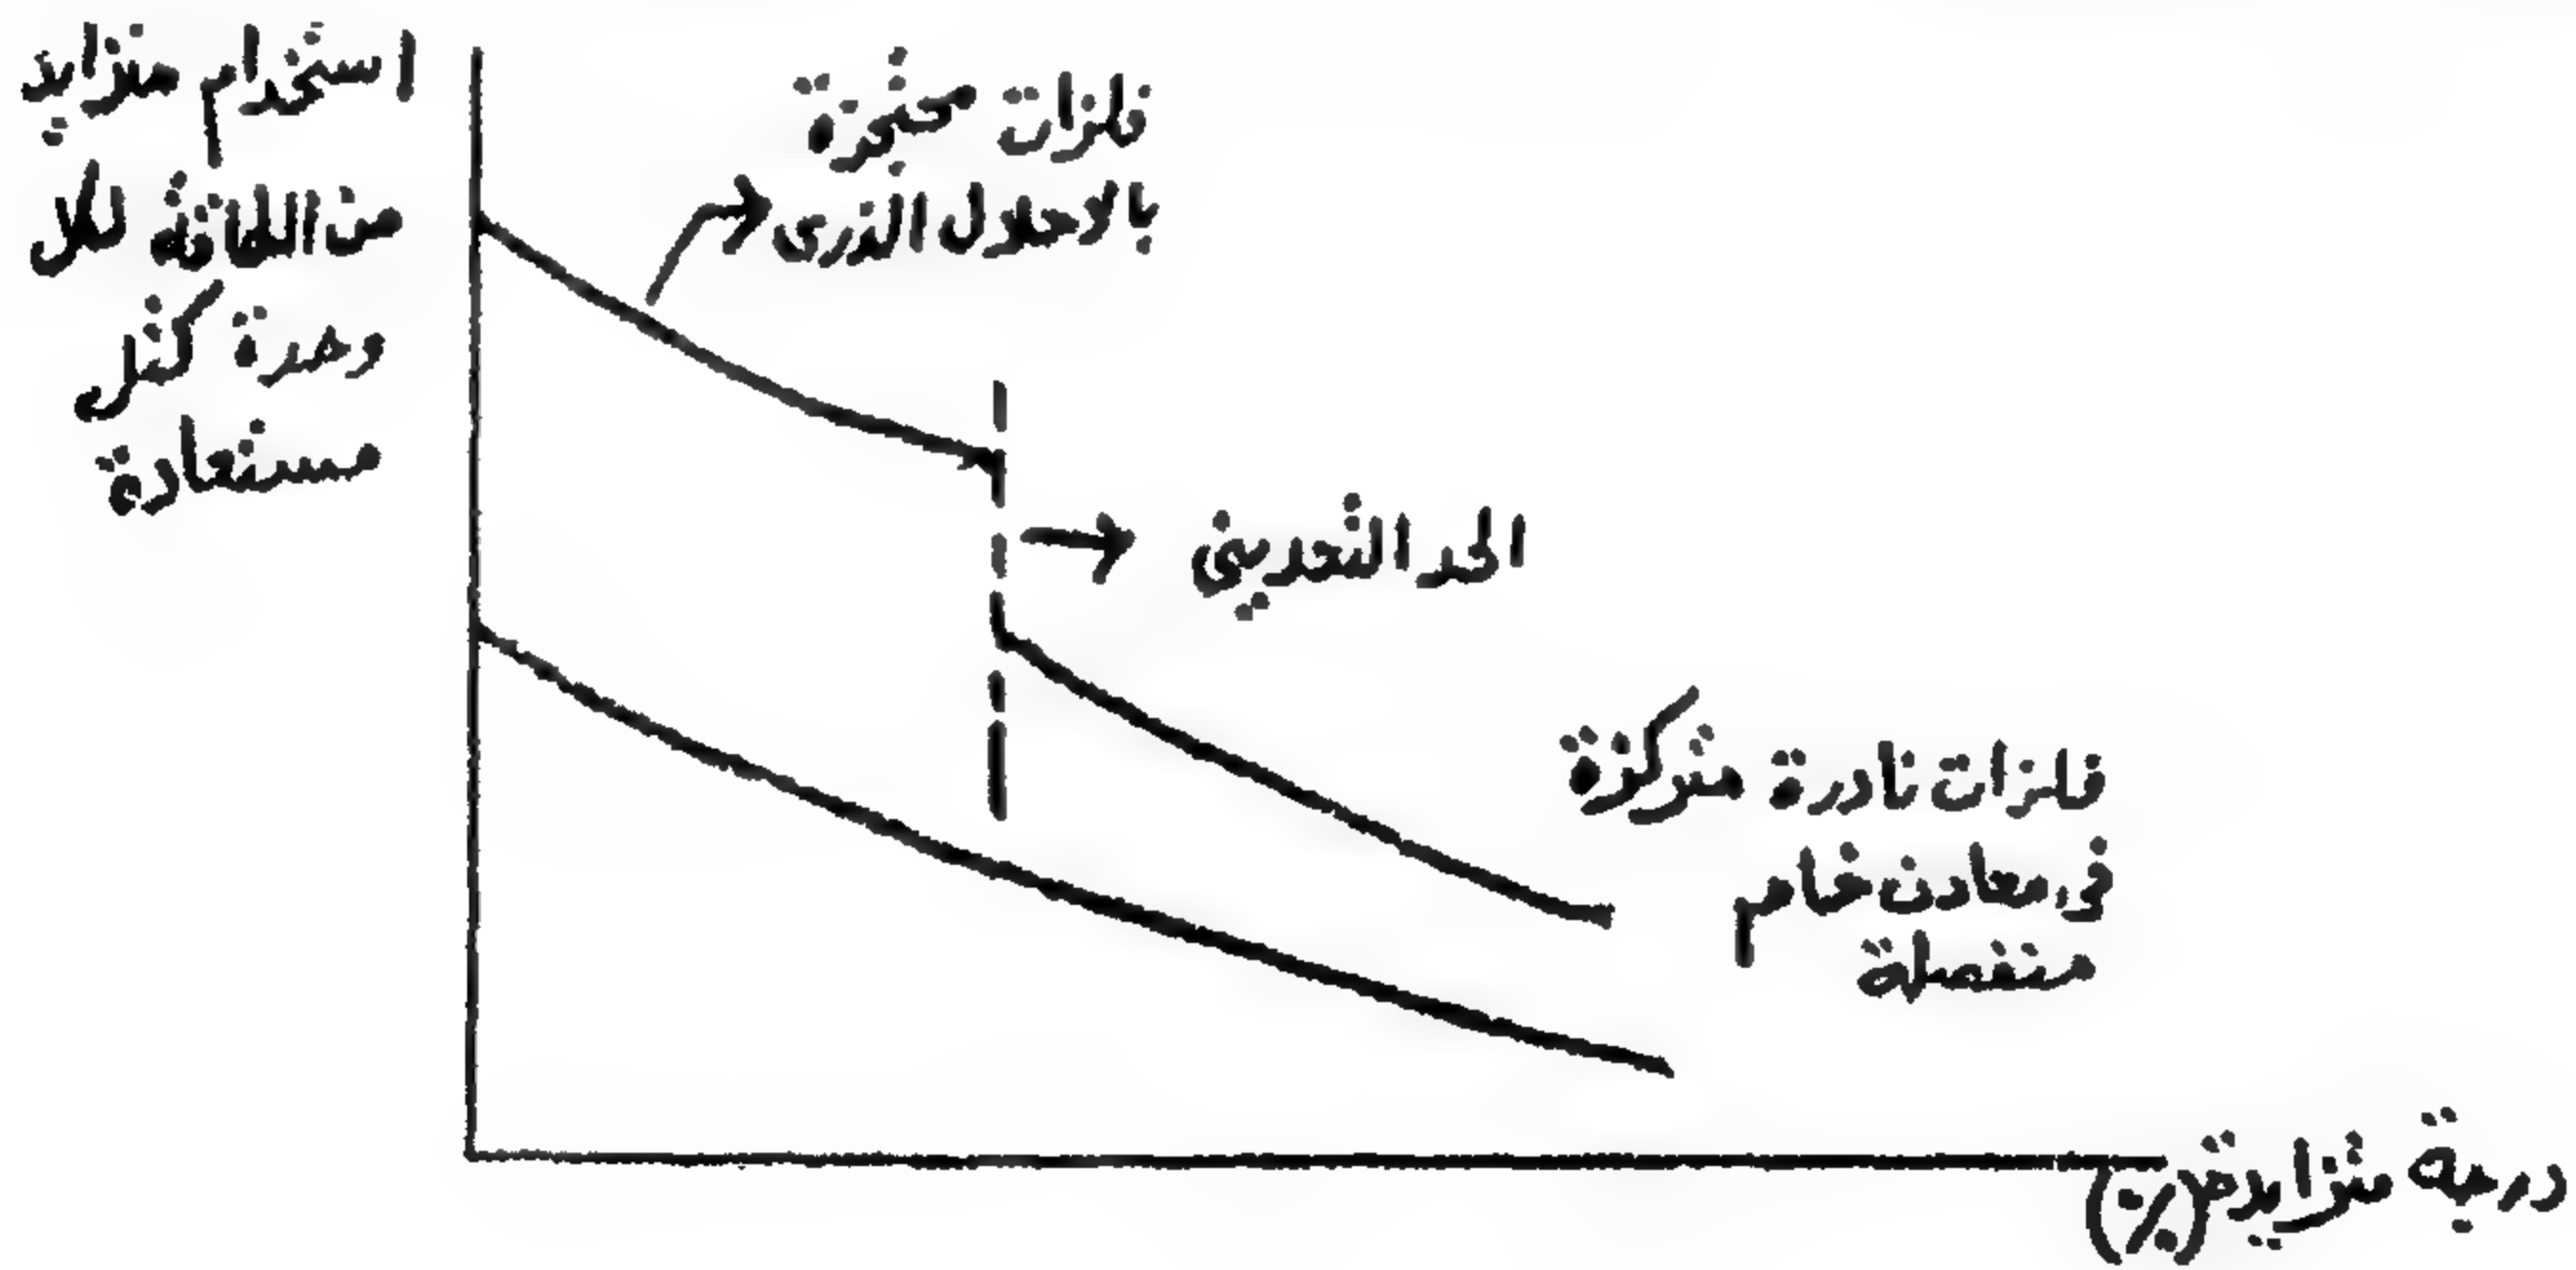 استخدام متزايد
من الطاقة لكل
وحدة كتل
مستعادة
فلزات محتجزة
بالاحلال الذرى
الحد التعدينى
فلزات نادرة متركزة
فى معادن خام
منفصلة
درجة متزايدة (٪)